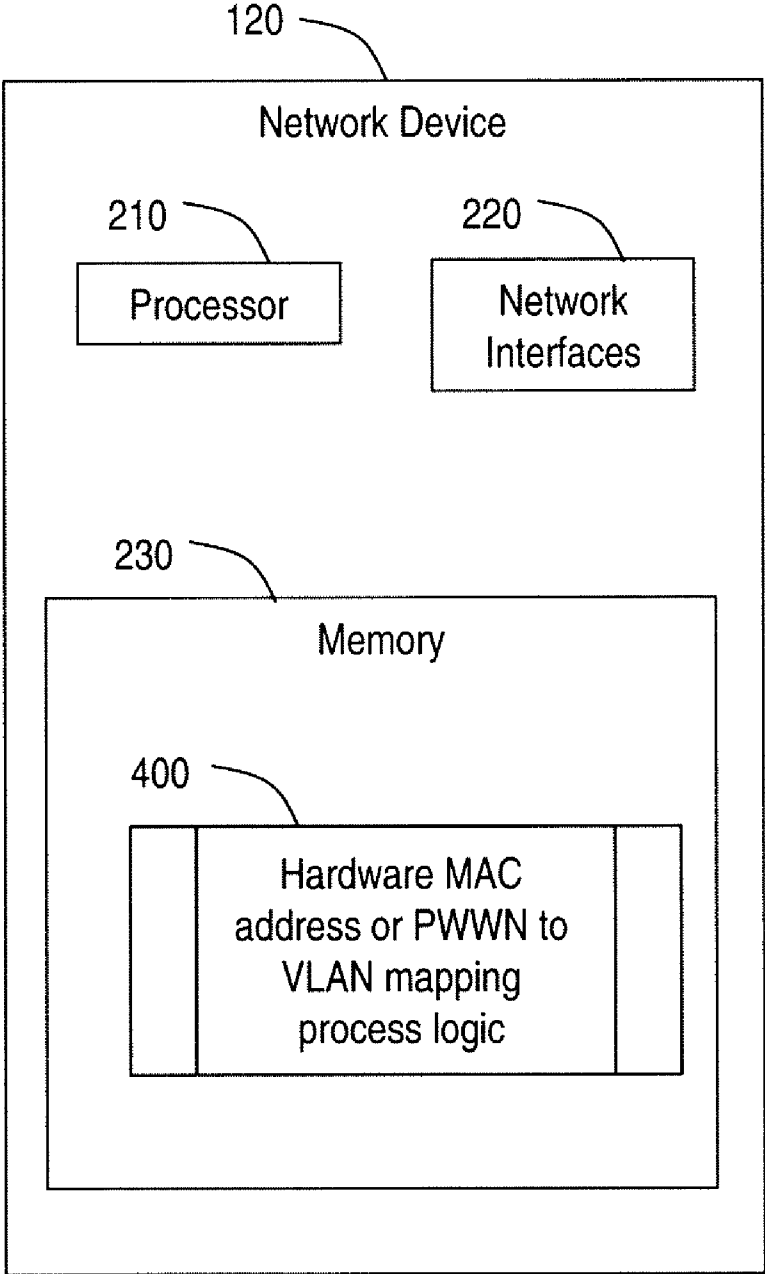 120
Network Device
210
Processor
220
Network
Interfaces
230
Memory
400
Hardware MAC
address or PWWN to
VLAN mapping
process logic